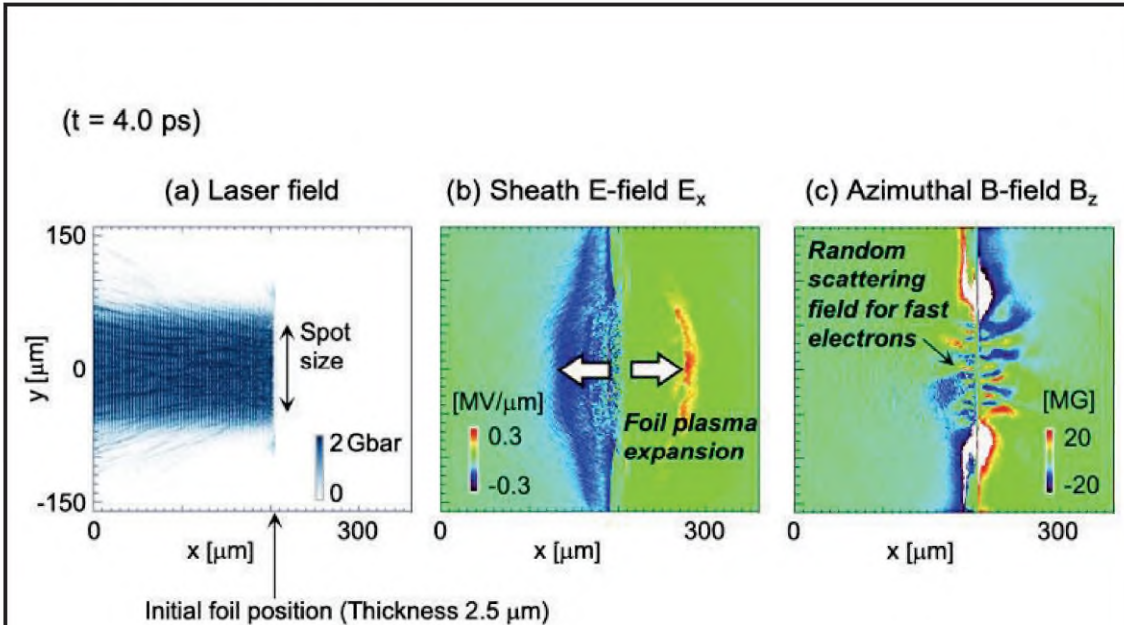 (t = 4.0 ps)
(a) Laser field
(b) Sheath E-field Eₓ
(c) Azimuthal B-field B_z
y [μm]
150
0
-150
Spot
size
2 Gbar
0
0
300
x [μm]
Initial foil position (Thickness 2.5 μm)
[MV/μm]
0.3
-0.3
Foil plasma
expansion
0
300
x [μm]
Random
scattering
field for fast
electrons
[MG]
20
-20
0
300
x [μm]